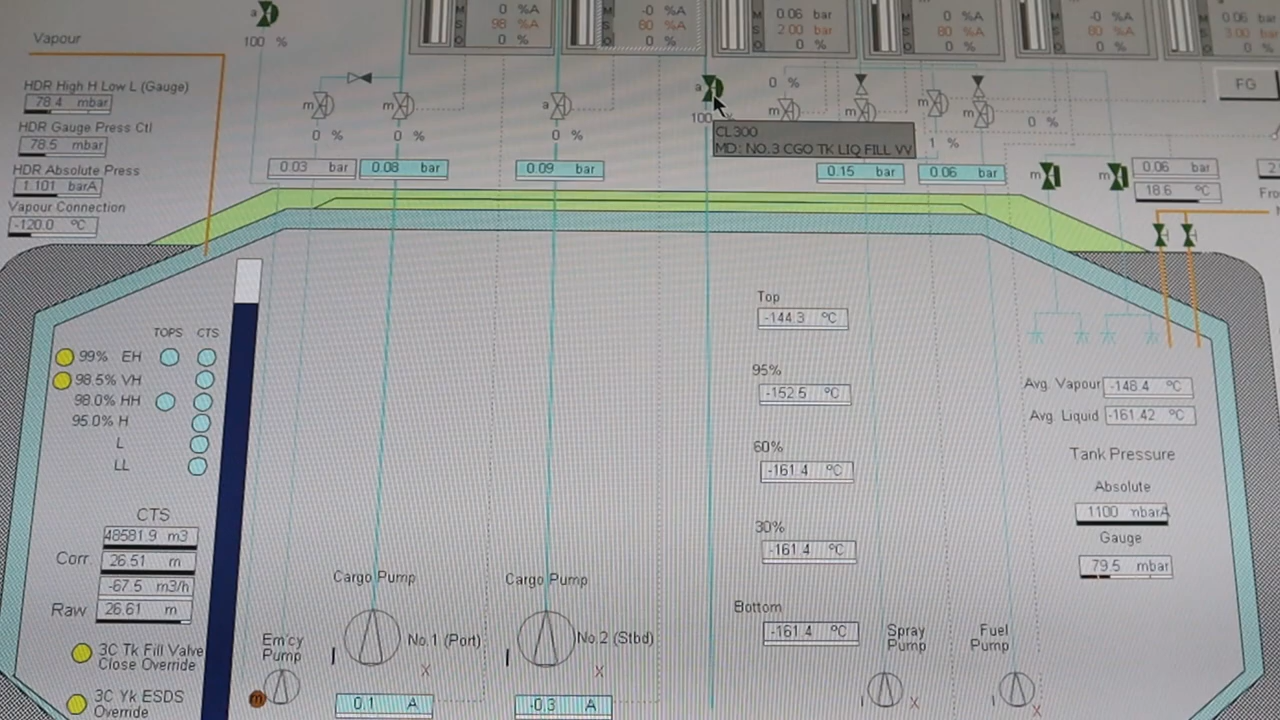 a
100 %
M 0 %A
S 98 %A
O 0 %
M -0 %A
S 80 %A
O 0 %
M 0.06 bar
S 2.00 bar
O 0 %
M 0 %A
S 80 %A
O 0 %
M -0 %A
S 80 %A
O 0 %
0.06 bar
3.00 bar
0 %
Vapour
HDR High H Low L (Gauge)
78.4 mbar
HDR Gauge Press Ctl
78.5 mbar
HDR Absolute Press
1.101 barA
Vapour Connection
-120.0 ºC
m
0 %
m
0 %
a
0 %
a
100 %
0 %
m
m
m
1 %
m
0 %
FG
CL300
MD: NO.3 CGO TK LIQ FILL VV
0.03 bar
0.08 bar
0.09 bar
0.15 bar
0.06 bar
m
m
0.06 bar
18.6 ºC
TOPS CTS
99% EH
98.5% VH
98.0% HH
95.0% H
L
LL
CTS
48581.9 m3
Corr. 26.51 m
-67.5 m3/h
Raw 26.61 m
3C Tk Fill Valve
Close Override
3C Yk ESDS
Override
Em'cy
Pump
m
Cargo Pump
No.1 (Port)
X
0.1 A
Cargo Pump
No.2 (Stbd)
X
-0.3 A
Top
-144.3 ºC
95%
-152.5 ºC
60%
-161.4 ºC
30%
-161.4 ºC
Bottom
-161.4 ºC
Spray
Pump
X
Fuel
Pump
X
Avg. Vapour -148.4 ºC
Avg. Liquid -161.42 ºC
Tank Pressure
Absolute
1100 mbarA
Gauge
79.5 mbar